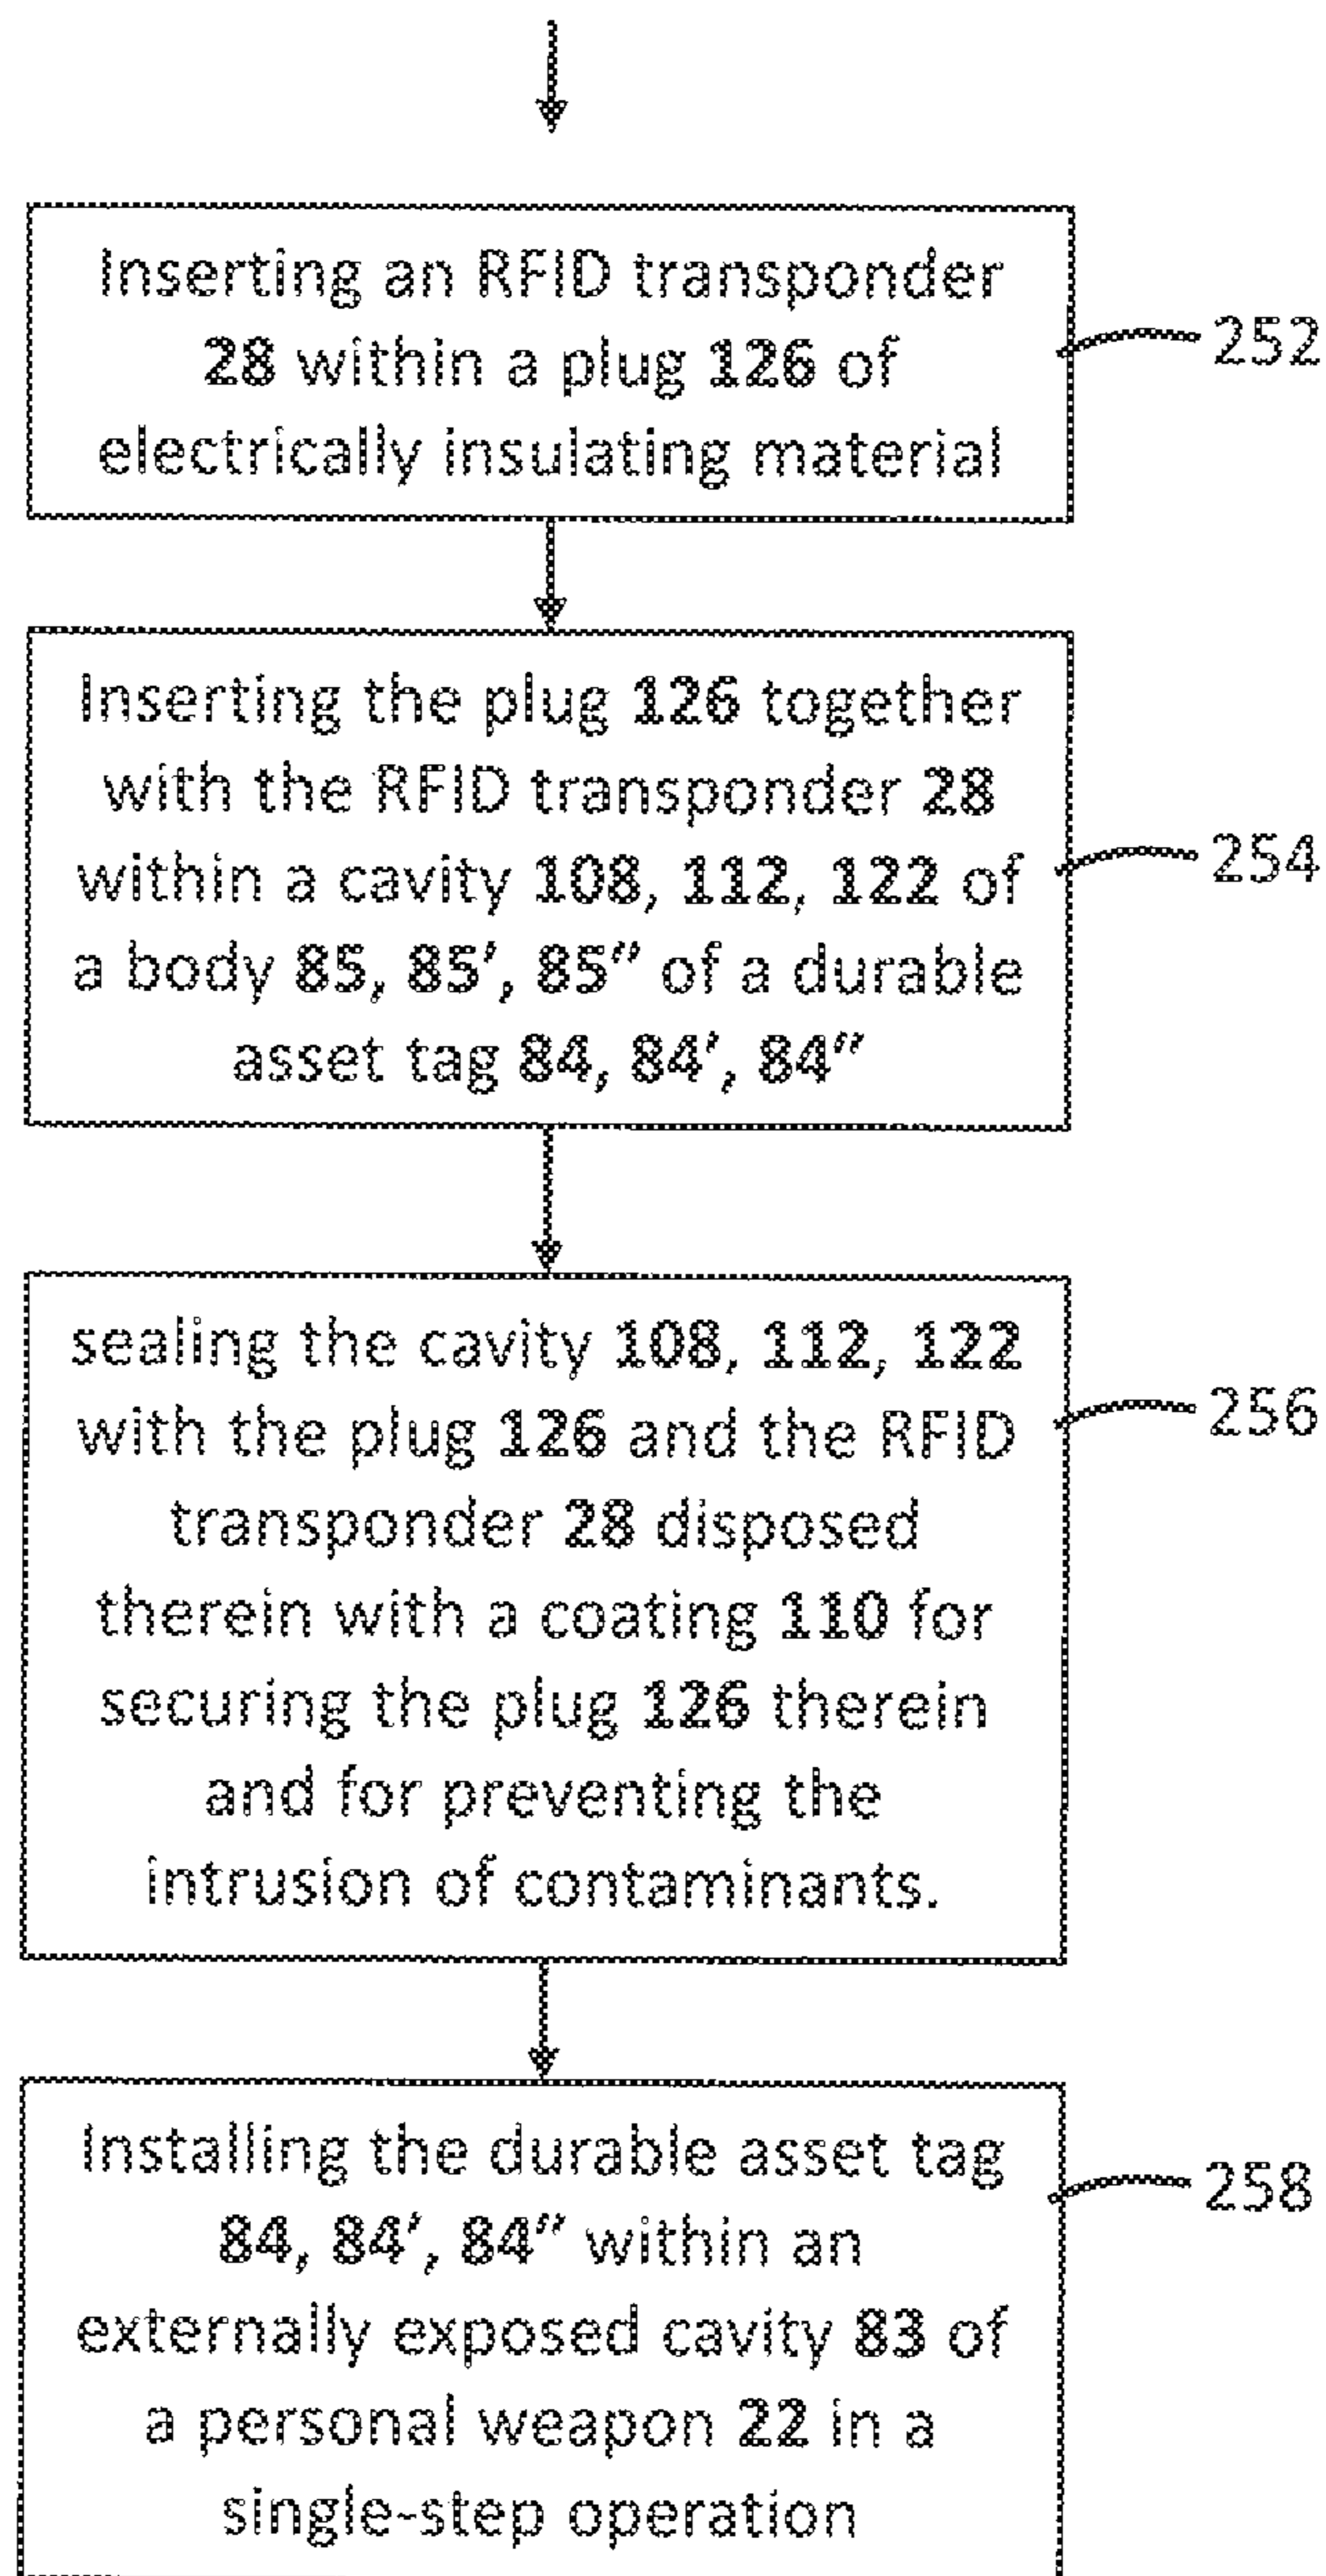 Inserting an RFID transponder
28 within a plug 126 of
electrically insulating material
252
Inserting the plug 126 together
with the RFID transponder 28
within a cavity 108, 112, 122 of
a body 85, 85′, 85″ of a durable
asset tag 84, 84′, 84″
254
sealing the cavity 108, 112, 122
with the plug 126 and the RFID
transponder 28 disposed
therein with a coating 110 for
securing the plug 126 therein
and for preventing the
intrusion of contaminants.
256
Installing the durable asset tag
84, 84′, 84″ within an
externally exposed cavity 83 of
a personal weapon 22 in a
single-step operation
258